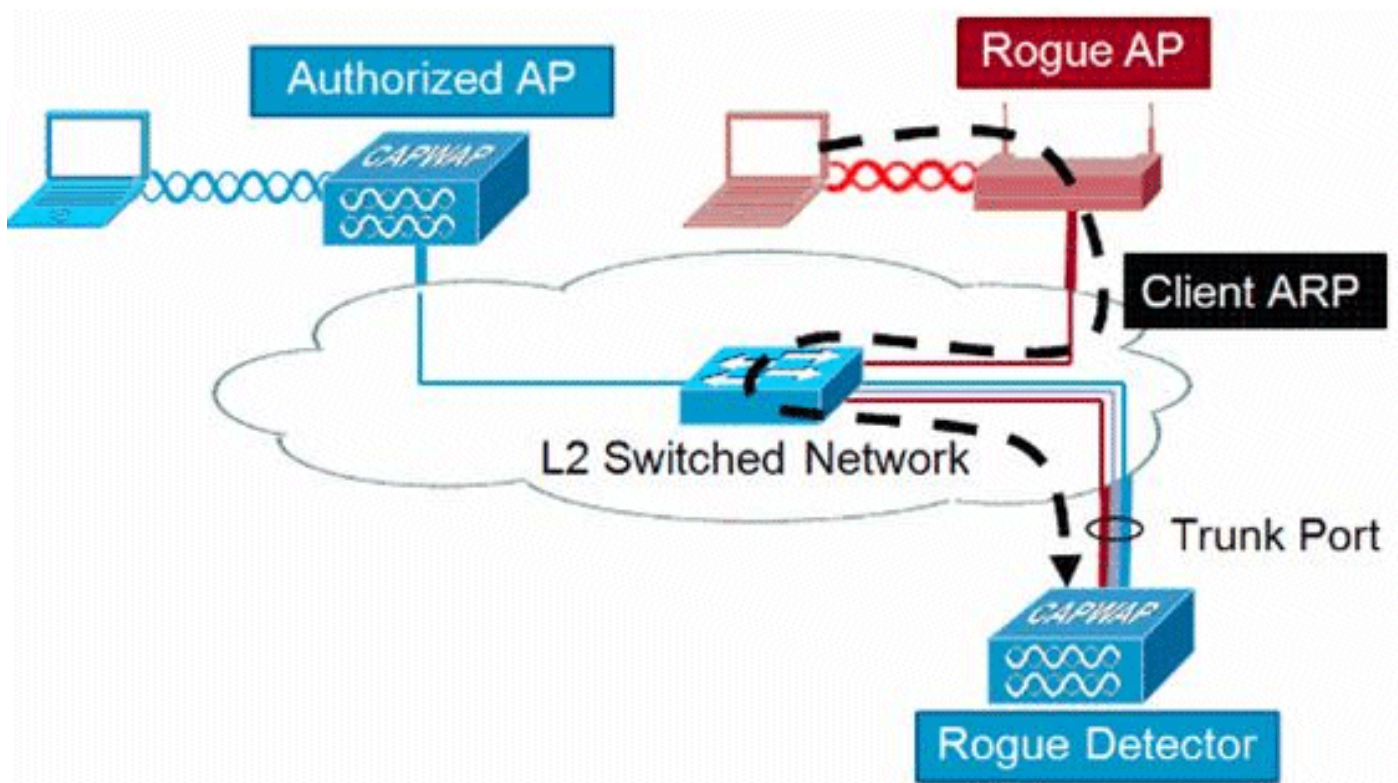 Authorized AP
Rogue AP
CAPWAP
Client ARP
L2 Switched Network
Trunk Port
CAPWAP
Rogue Detector